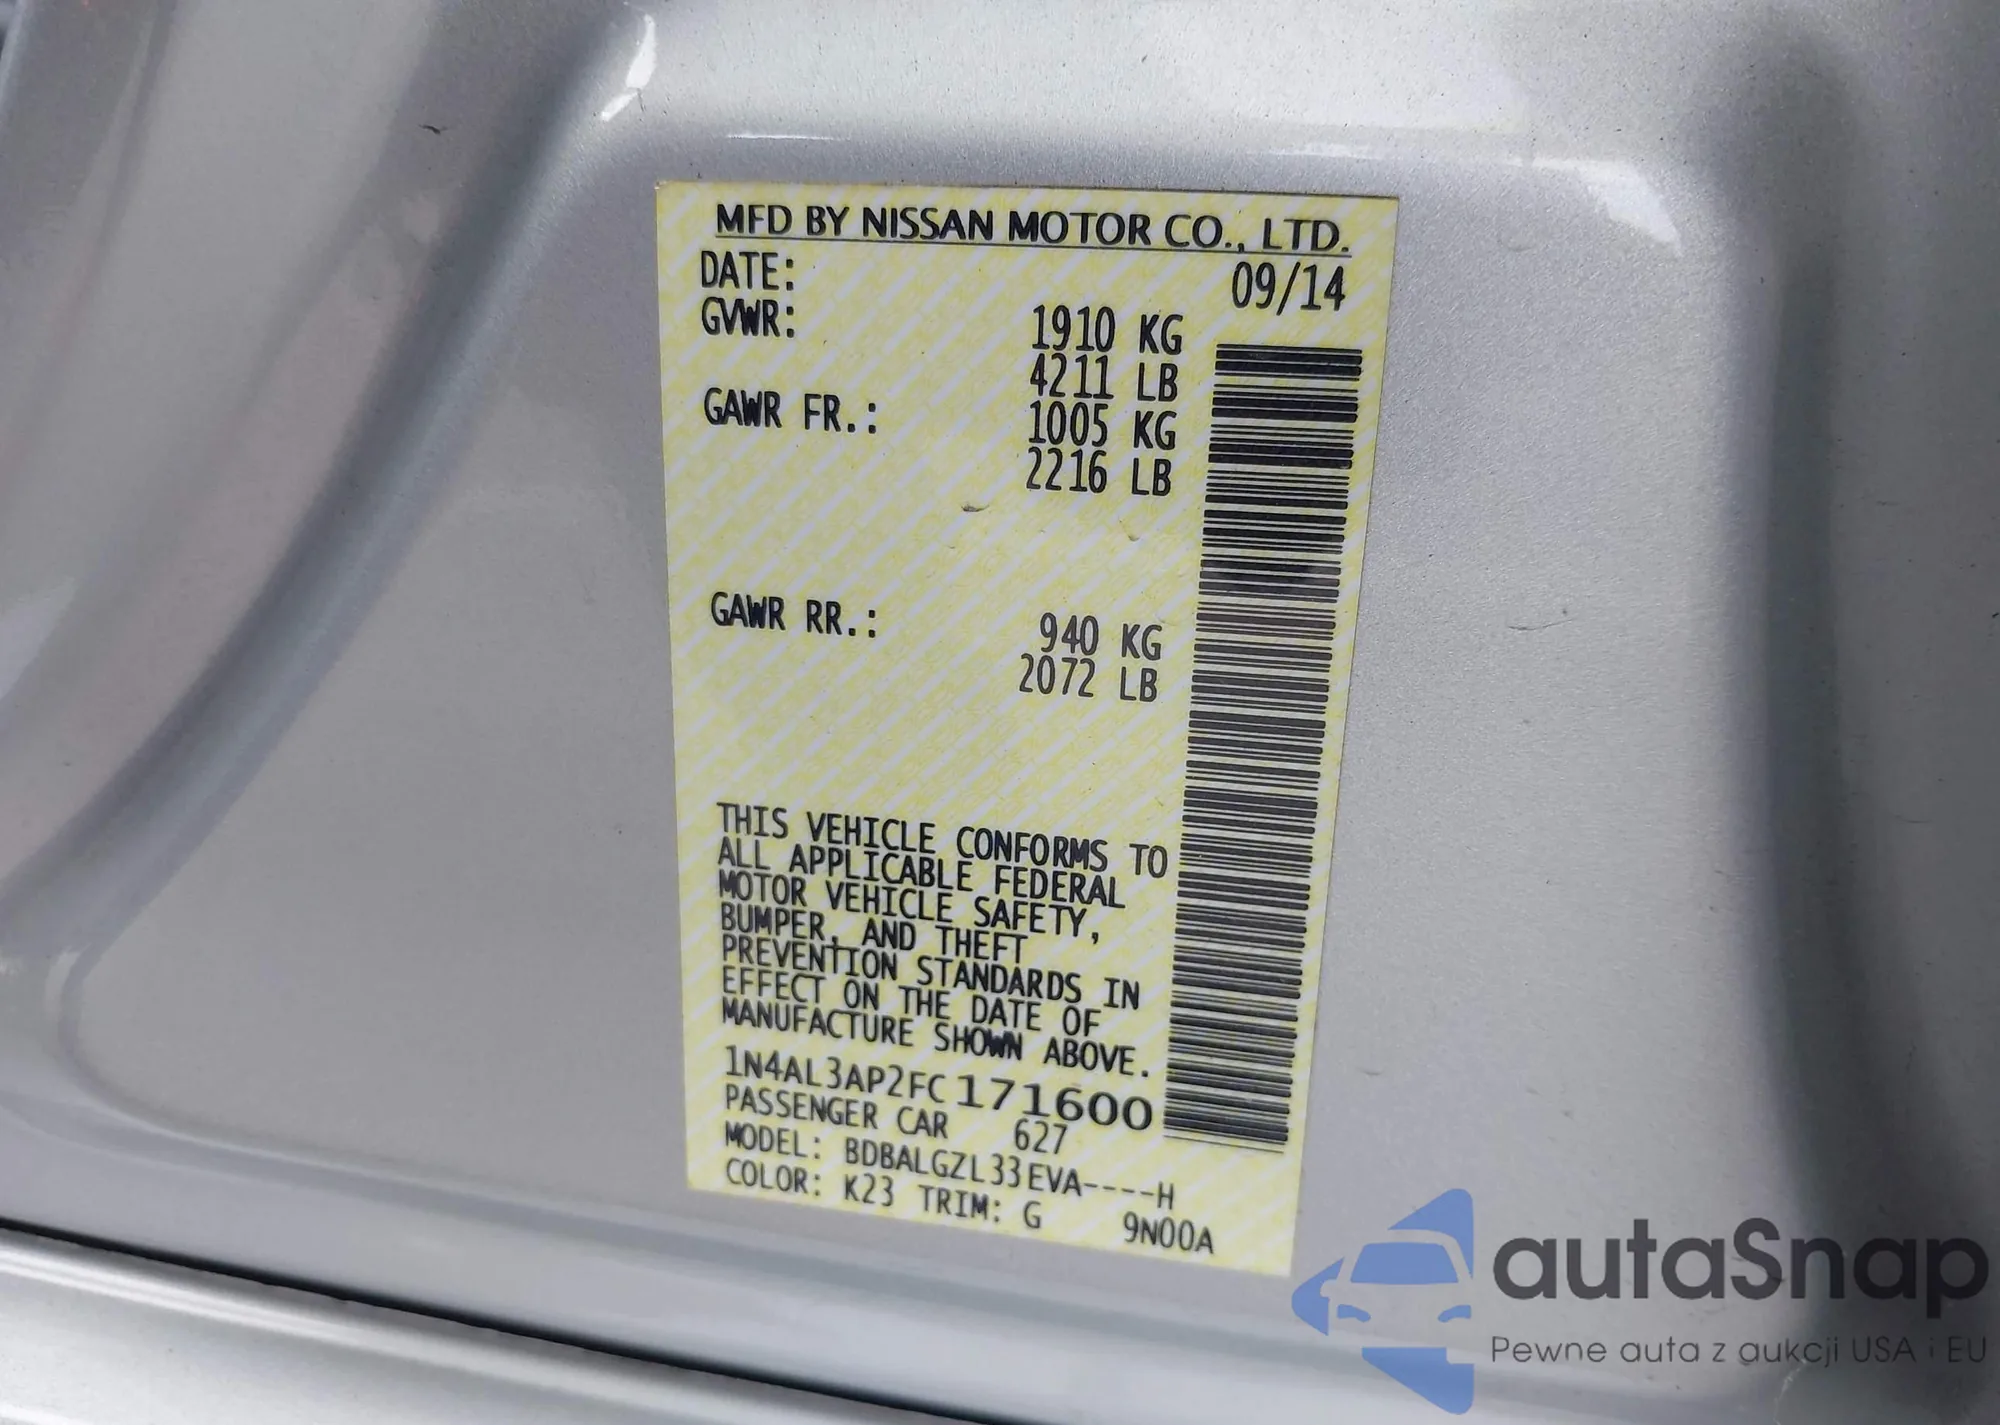 MFD BY NISSAN MOTOR CO., LTD.
DATE: 09/14
GVWR: 1910 KG
4211 LB
GAWR FR.: 1005 KG
2216 LB
GAWR RR.: 940 KG
2072 LB
THIS VEHICLE CONFORMS TO
ALL APPLICABLE FEDERAL
MOTOR VEHICLE SAFETY,
BUMPER, AND THEFT
PREVENTION STANDARDS IN
EFFECT ON THE DATE OF
MANUFACTURE SHOWN ABOVE.
1N4AL3AP2FC171600
PASSENGER CAR 627
MODEL: BDBALGZL33EVA----H
COLOR: K23 TRIM: G 9N00A
autaSnap
Pewne auta z aukcji USA i EU